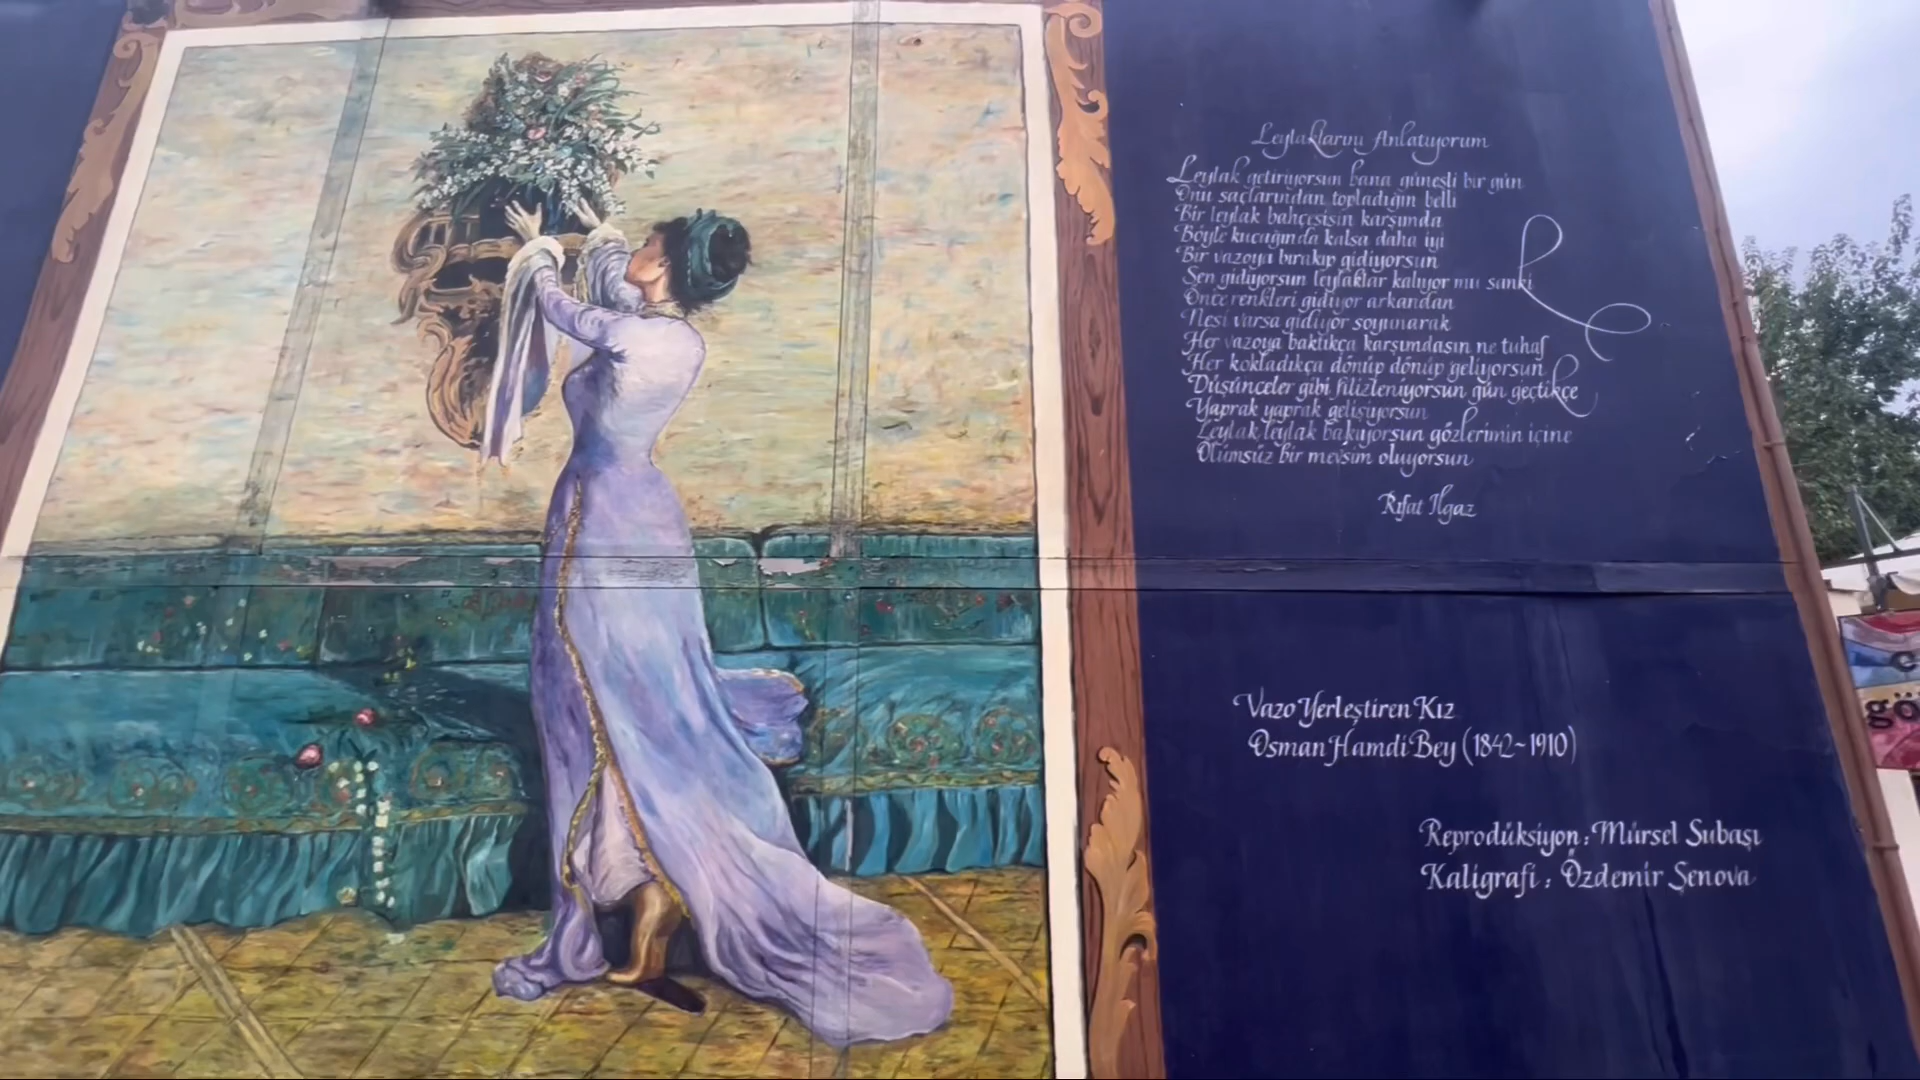 Leylaklarını Anlatıyorum
Leylak getiriyorsun bana güneşli bir gün
Onu saçlarından topladığın belli
Bir leylak bahçesisin karşımda
Böyle kucağında kalsa daha iyi
Bir vazoya bırakıp gidiyorsun
Sen gidiyorsun leylaklar kalıyor mu sanki
Önce renkleri gidiyor arkandan
Nesi varsa gidiyor soyunarak
Her vazoya baktıkça karşımdasın ne tuhaf
Her kokladıkça dönüp dönüp geliyorsun
Düşünceler gibi filizleniyorsun gün geçtikçe
Yaprak yaprak gelişiyorsun
Leylak leylak bakıyorsun gözlerimin içine
Ölümsüz bir mevsim oluyorsun
Rıfat Ilgaz
Vazo Yerleştiren Kız
Osman Hamdi Bey (1842~1910)
Reprodüksiyon: Mürsel Subaşı
Kaligrafi: Özdemir Şenova
gö